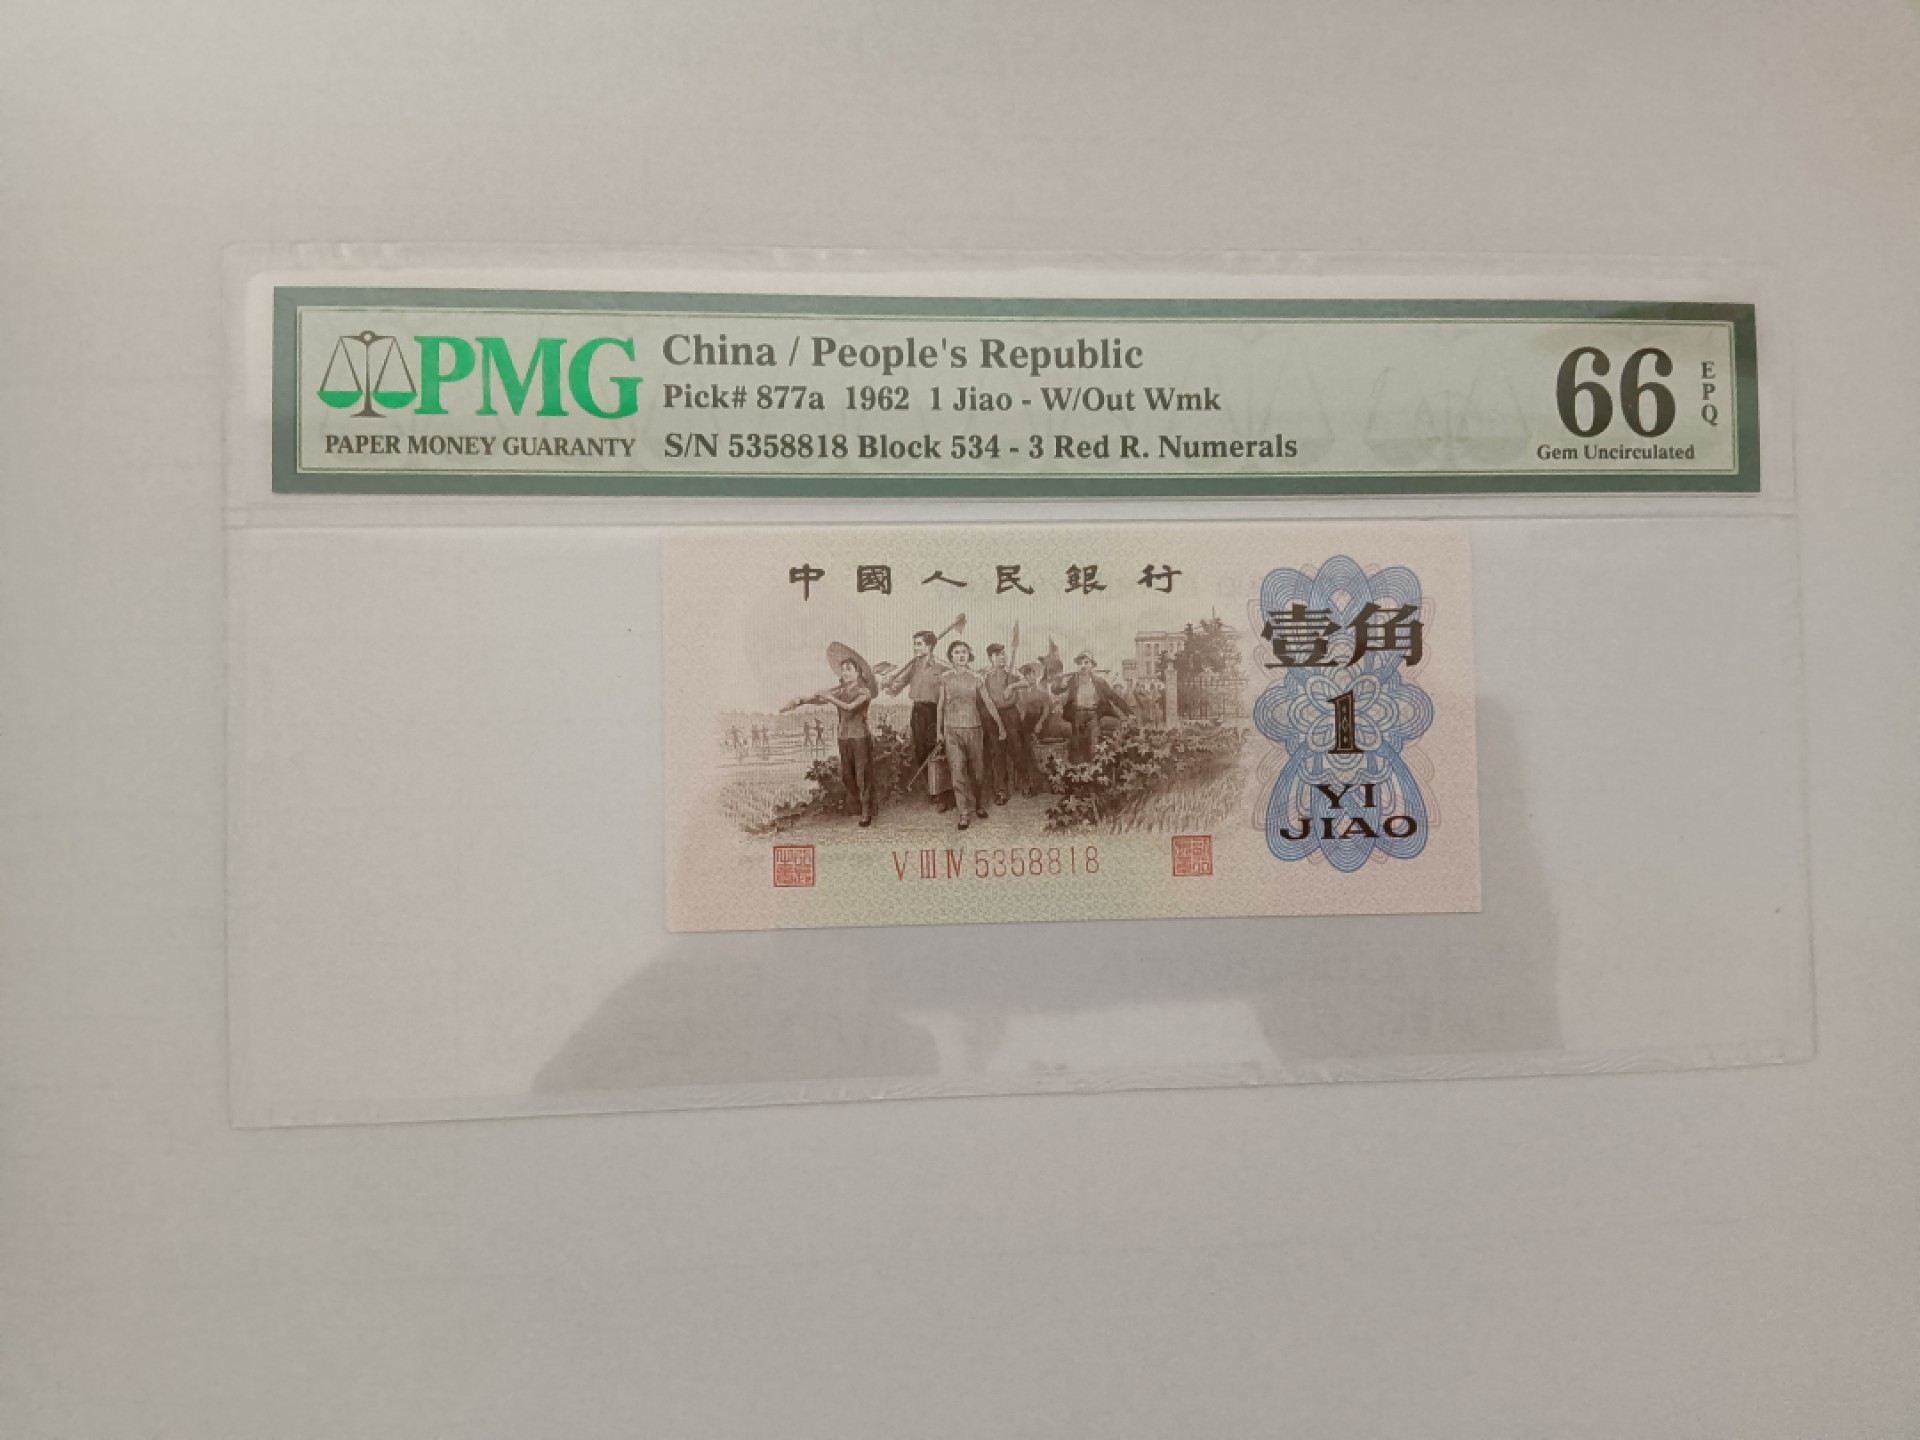 PMG
PAPER MONEY GUARANTY
China / People's Republic
Pick# 877a 1962 1 Jiao - W/Out Wmk
S/N 5358818 Block 534 - 3 Red R. Numerals
66 EPQ
Gem Uncirculated
中國人民銀行
壹角
1
YI
JIAO
V III IV 5358818